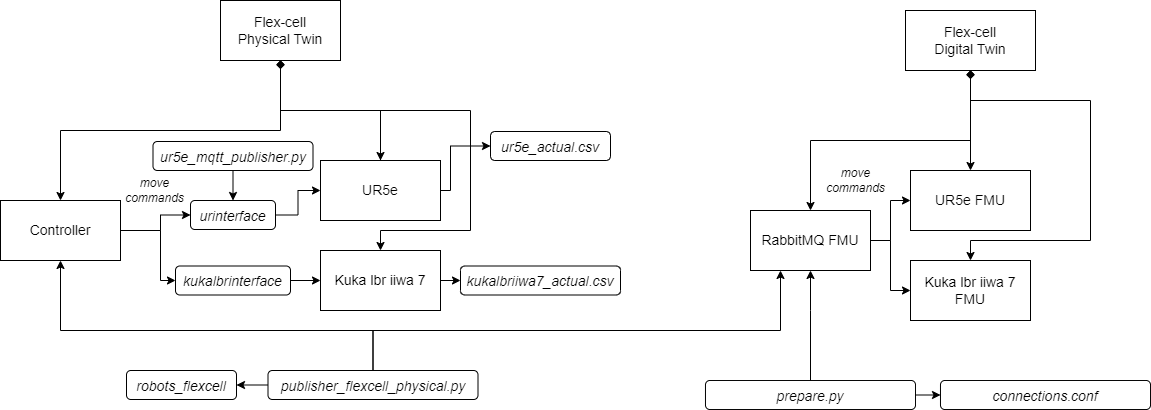 Flex-cell
Physical Twin
Flex-cell
Digital Twin
ur5e_mqtt_publisher.py
ur5e_actual.csv
move
commands
UR5e
urinterface
Controller
kukalbrinterface
Kuka lbr iiwa 7
kukalbriiwa7_actual.csv
move
commands
UR5e FMU
RabbitMQ FMU
Kuka lbr iiwa 7
FMU
robots_flexcell
publisher_flexcell_physical.py
prepare.py
connections.conf